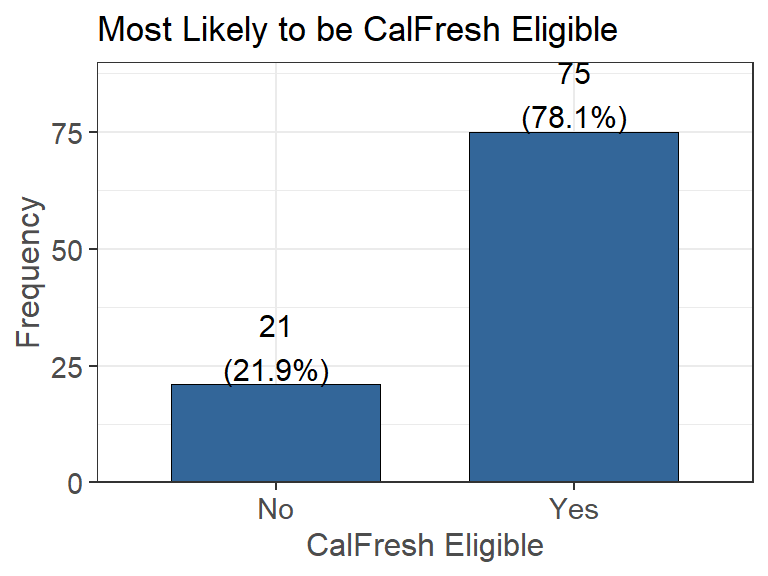 Most Likely to be CalFresh Eligible
75
(78.1%)
75
Frequency
50
21
25
(21.9%)
0
No
Yes
CalFresh Eligible